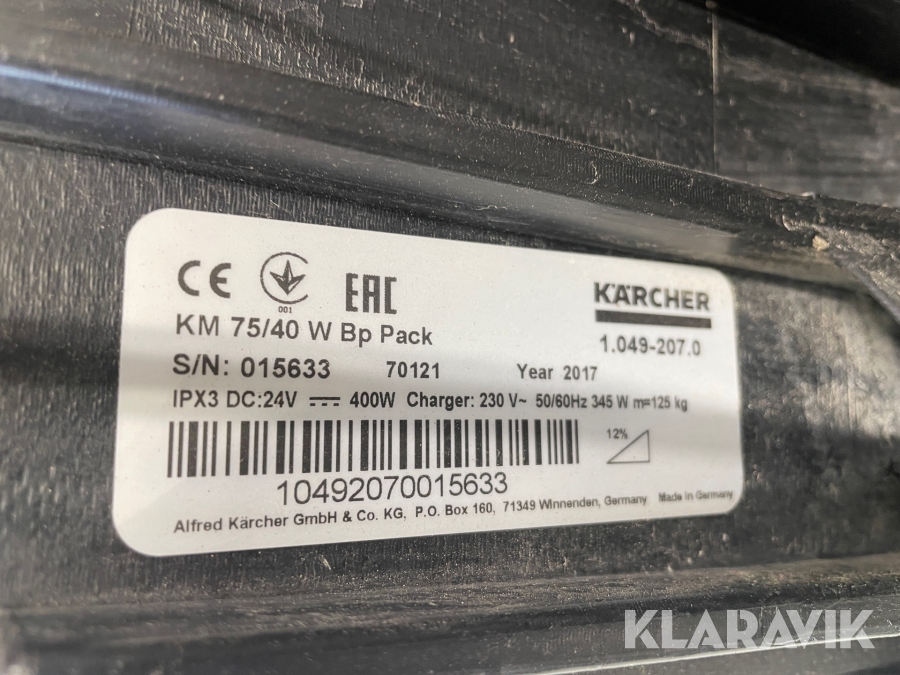 CE 001 EAC KÄRCHER
KM 75/40 W Bp Pack 1.049-207.0
S/N: 015633 70121 Year 2017
IPX3 DC:24V 400W Charger: 230 V~ 50/60Hz 345 W m=125 kg
12%
10492070015633
Alfred Kärcher GmbH & Co. KG, P.O. Box 160, 71349 Winnenden, Germany Made in Germany
KLARAVIK